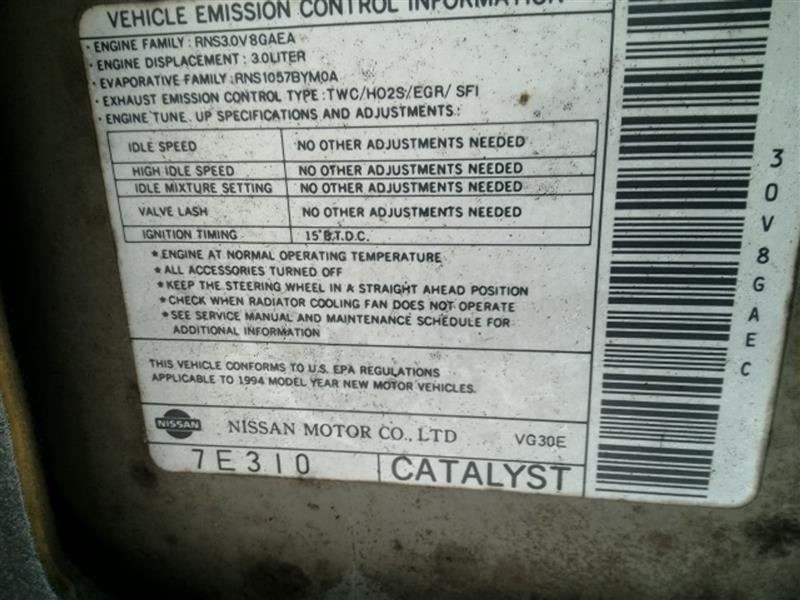 VEHICLE EMISSION CONTROL INFORMATION
· ENGINE FAMILY : RNS3.0V8GAEA
· ENGINE DISPLACEMENT : 3.0LITER
· EVAPORATIVE FAMILY : RNS1057BYM0A
· EXHAUST EMISSION CONTROL TYPE : TWC/HO2S/EGR/ SFI
· ENGINE TUNE. UP SPECIFICATIONS AND ADJUSTMENTS.:
IDLE SPEED NO OTHER ADJUSTMENTS NEEDED
HIGH IDLE SPEED NO OTHER ADJUSTMENTS NEEDED
IDLE MIXTURE SETTING NO OTHER ADJUSTMENTS NEEDED
VALVE LASH NO OTHER ADJUSTMENTS NEEDED
IGNITION TIMING 15°B.T.D.C.
* ENGINE AT NORMAL OPERATING TEMPERATURE
* ALL ACCESSORIES TURNED OFF
* KEEP THE STEERING WHEEL IN A STRAIGHT AHEAD POSITION
* CHECK WHEN RADIATOR COOLING FAN DOES NOT OPERATE
* SEE SERVICE MANUAL AND MAINTENANCE SCHEDULE FOR
ADDITIONAL INFORMATION
THIS VEHICLE CONFORMS TO U.S. EPA REGULATIONS
APPLICABLE TO 1994 MODEL YEAR NEW MOTOR VEHICLES.
NISSAN NISSAN MOTOR CO., LTD VG30E
7E310 CATALYST
30V8GAEC